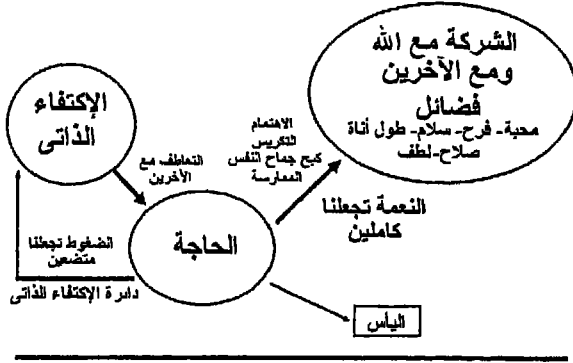 الشركة مع الله
ومع الآخرين
فضائل
محبة- فرح- سلام- طول أناة
صلاح-لطف
الإكتفاء
الذاتى
الاهتمام
التكريس
كبح جماح النفس
الممارسة
التعاطف مع
الأخرين
النعمة تجعلنا
كاملين
الحاجة
الضغوط تجعلنا
متضعين
دائرة الإكتفاء الذاتى
اليأس